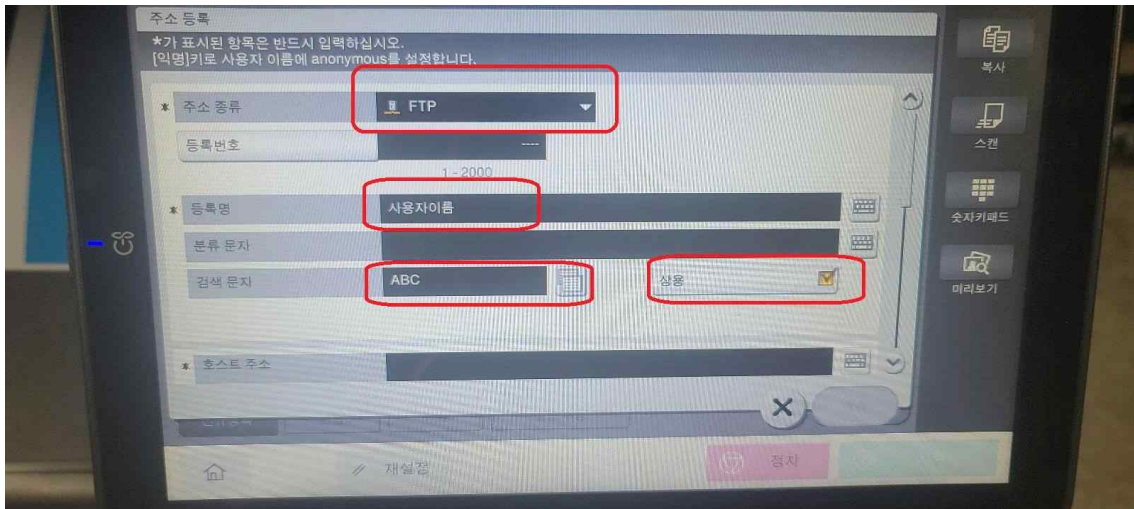 주소 등록
*가 표시된 항목은 반드시 입력하십시오.
[익명]키로 사용자 이름에 anonymous를 설정합니다.
* 주소 종류 FTP
등록번호 ----
1 - 2000
* 등록명 사용자이름
분류 문자
검색 문자 ABC 상용
* 호스트 주소
재설정 정지
복사
스캔
숫자키패드
미리보기